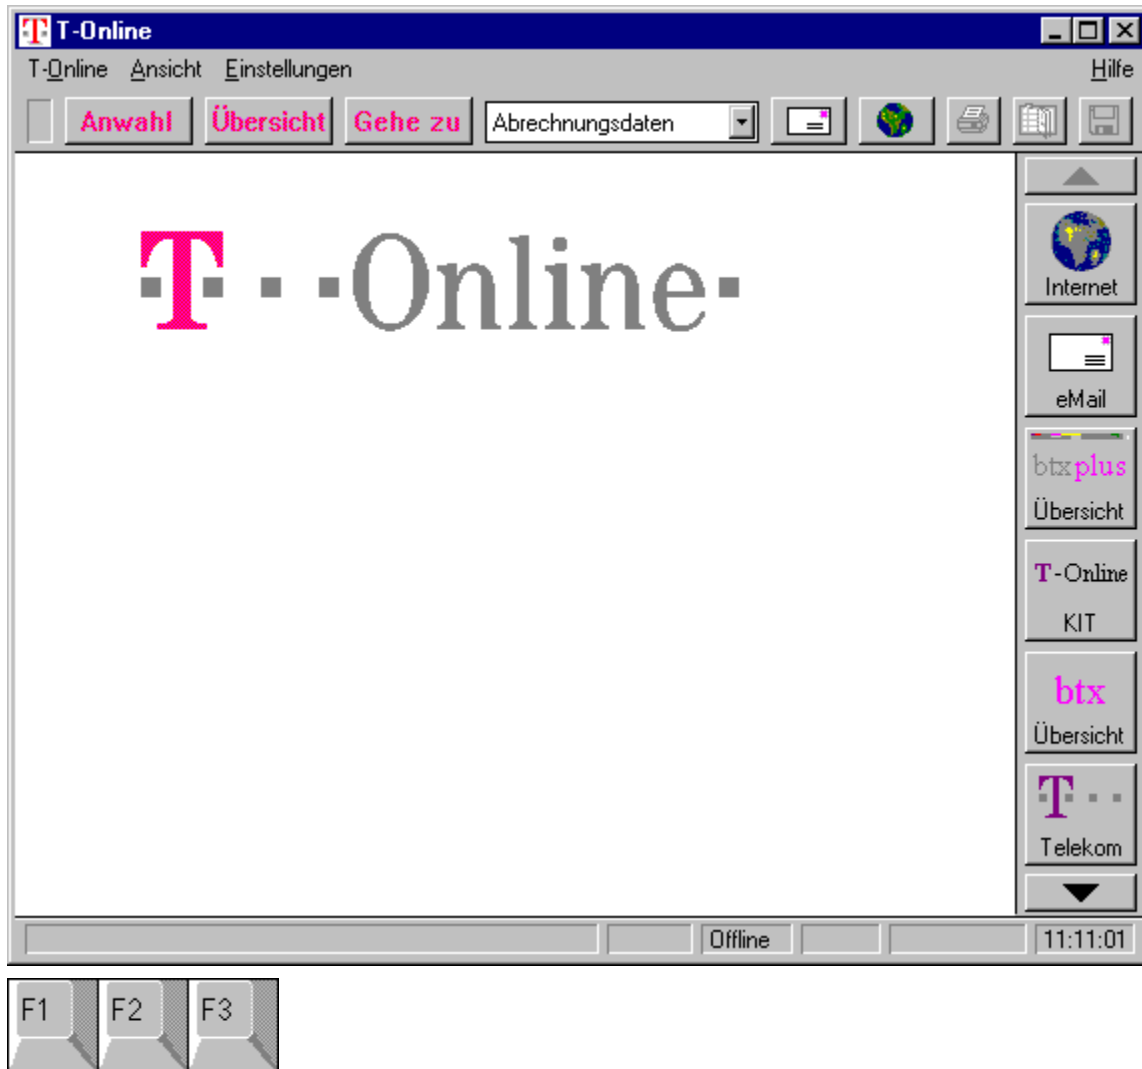 T-Online
T-Online Ansicht Einstellungen Hilfe
Anwahl Übersicht Gehe zu Abrechnungsdaten
T · · · Online ·
Internet
eMail
btxplus
Übersicht
T-Online
KIT
btx
Übersicht
T · · ·
Telekom
Offline 11:11:01
F1 F2 F3